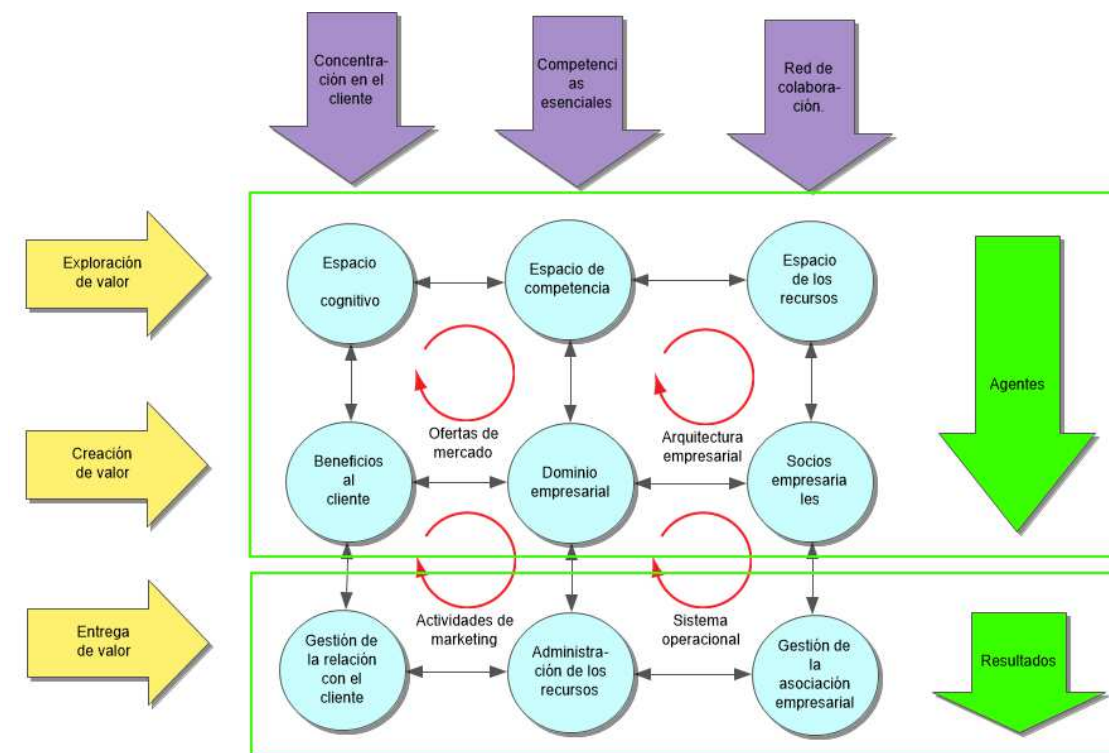 Concentra-
ción en el
cliente
Competenci
as
esenciales
Red de
colabora-
ción.
Exploración
de valor
Espacio
cognitivo
Espacio de
competencia
Espacio
de los
recursos
Agentes
Ofertas de
mercado
Arquitectura
empresarial
Creación
de valor
Beneficios
al
cliente
Dominio
empresarial
Socios
empresaria
les
Actividades de
marketing
Sistema
operacional
Entrega
de valor
Gestión de
la relación
con el
cliente
Administra-
ción de los
recursos
Gestión de
la
asociación
empresarial
Resultados